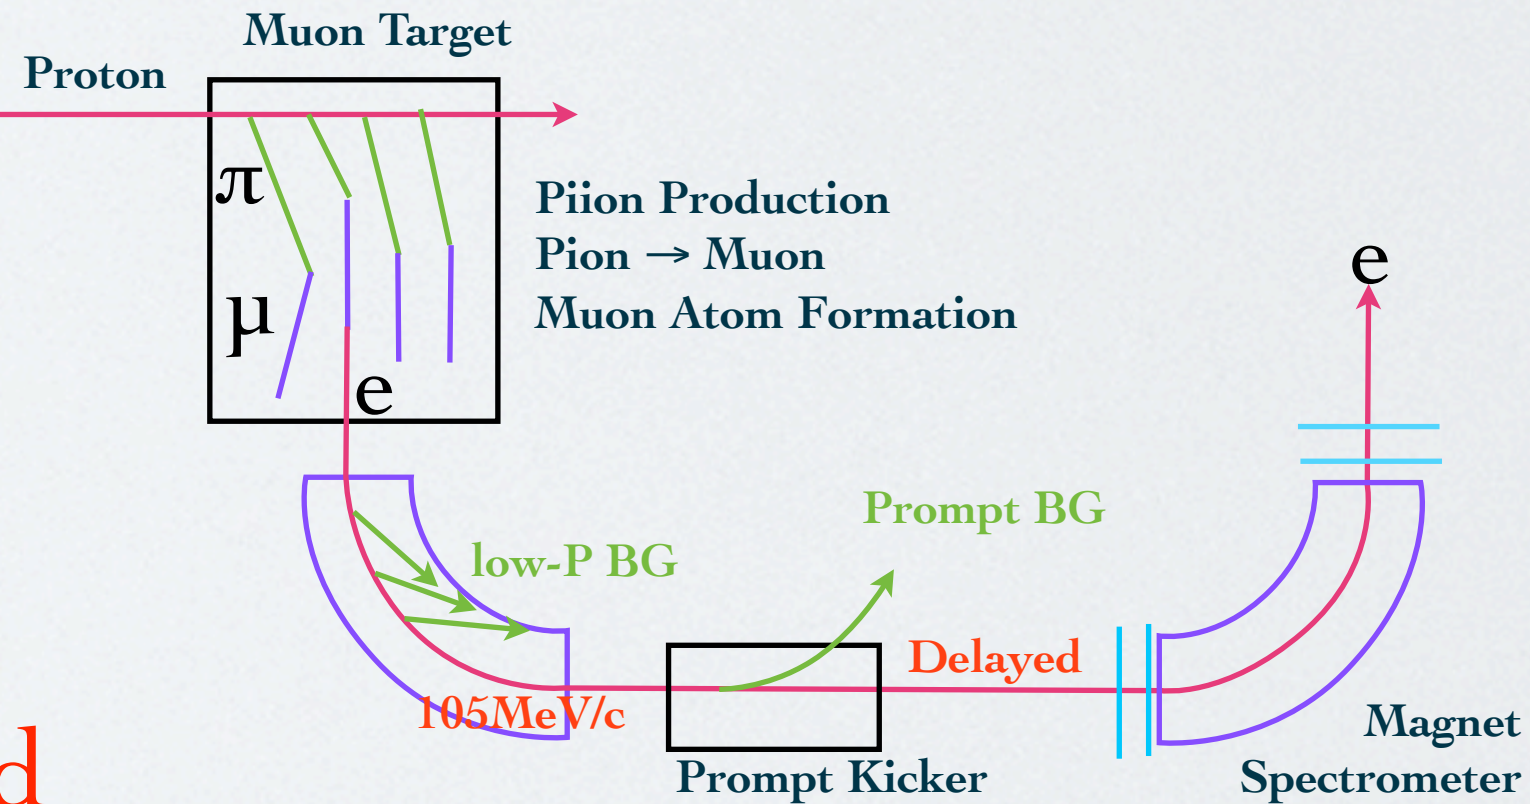 Muon Target
Proton
π
μ
e
Piion Production
Pion → Muon
Muon Atom Formation
e
low-P BG
Prompt BG
105MeV/c
Delayed
Prompt Kicker
Magnet
Spectrometer
d